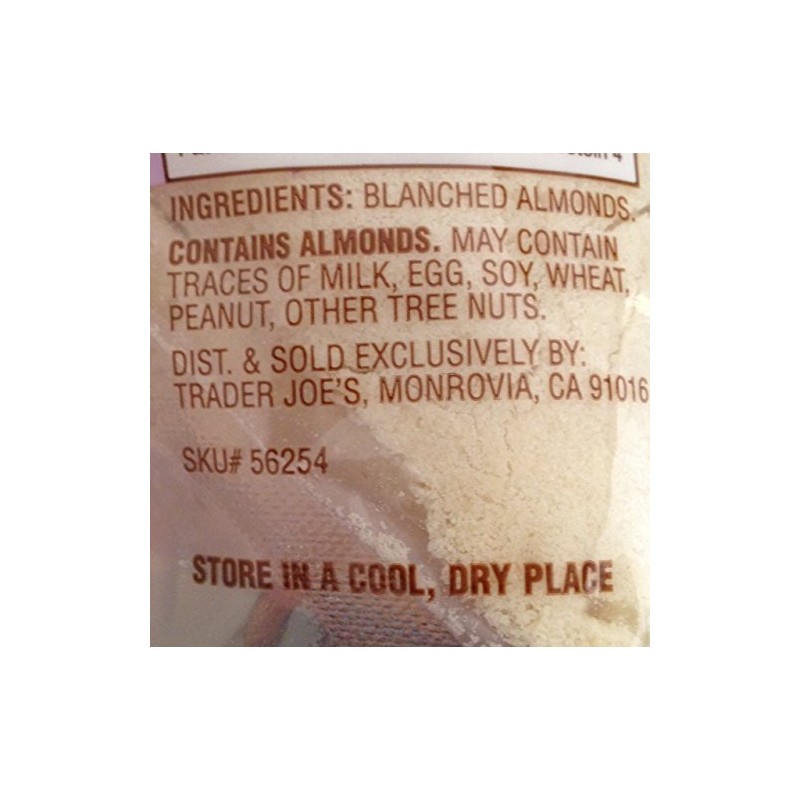 INGREDIENTS: BLANCHED ALMONDS.
CONTAINS ALMONDS. MAY CONTAIN
TRACES OF MILK, EGG, SOY, WHEAT,
PEANUT, OTHER TREE NUTS.
DIST. & SOLD EXCLUSIVELY BY:
TRADER JOE'S, MONROVIA, CA 91016
SKU# 56254
STORE IN A COOL, DRY PLACE